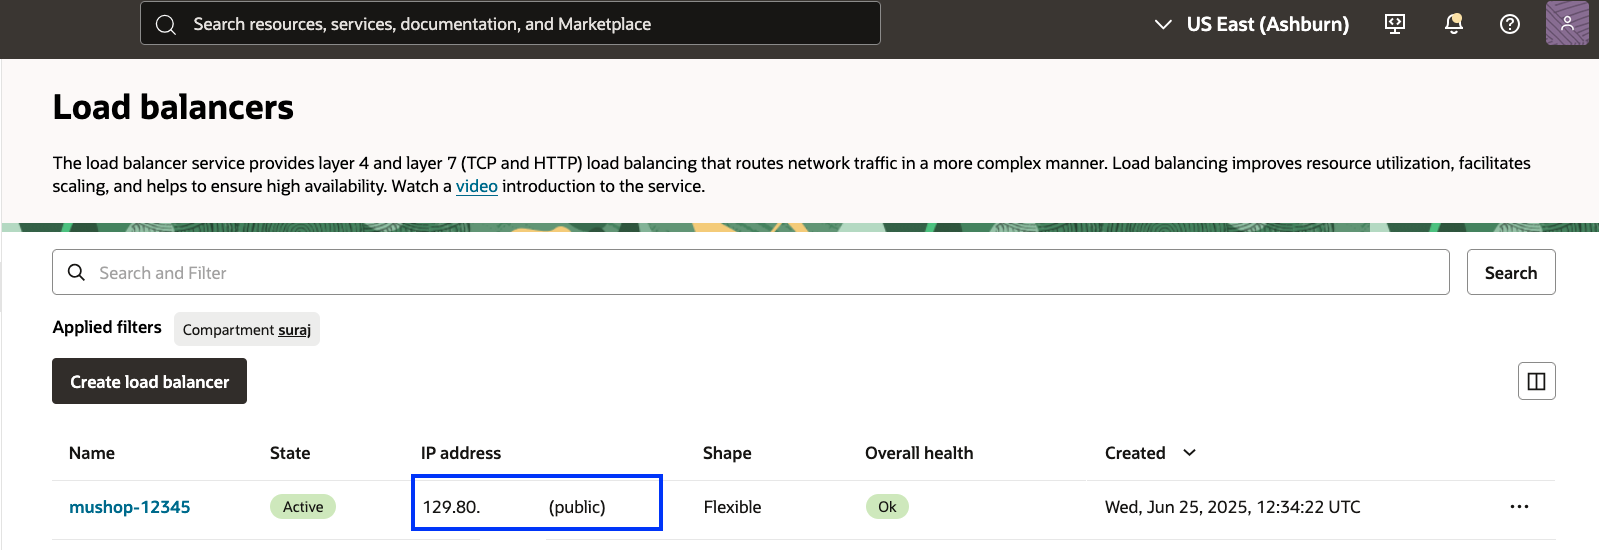 Search resources, services, documentation, and Marketplace
US East (Ashburn)
Load balancers
The load balancer service provides layer 4 and layer 7 (TCP and HTTP) load balancing that routes network traffic in a more complex manner. Load balancing improves resource utilization, facilitates
scaling, and helps to ensure high availability. Watch a video introduction to the service.
Search and Filter
Search
Applied filters
Compartment suraj
Create load balancer
Name State IP address Shape Overall health Created
mushop-12345 Active 129.80. (public) Flexible Ok Wed, Jun 25, 2025, 12:34:22 UTC